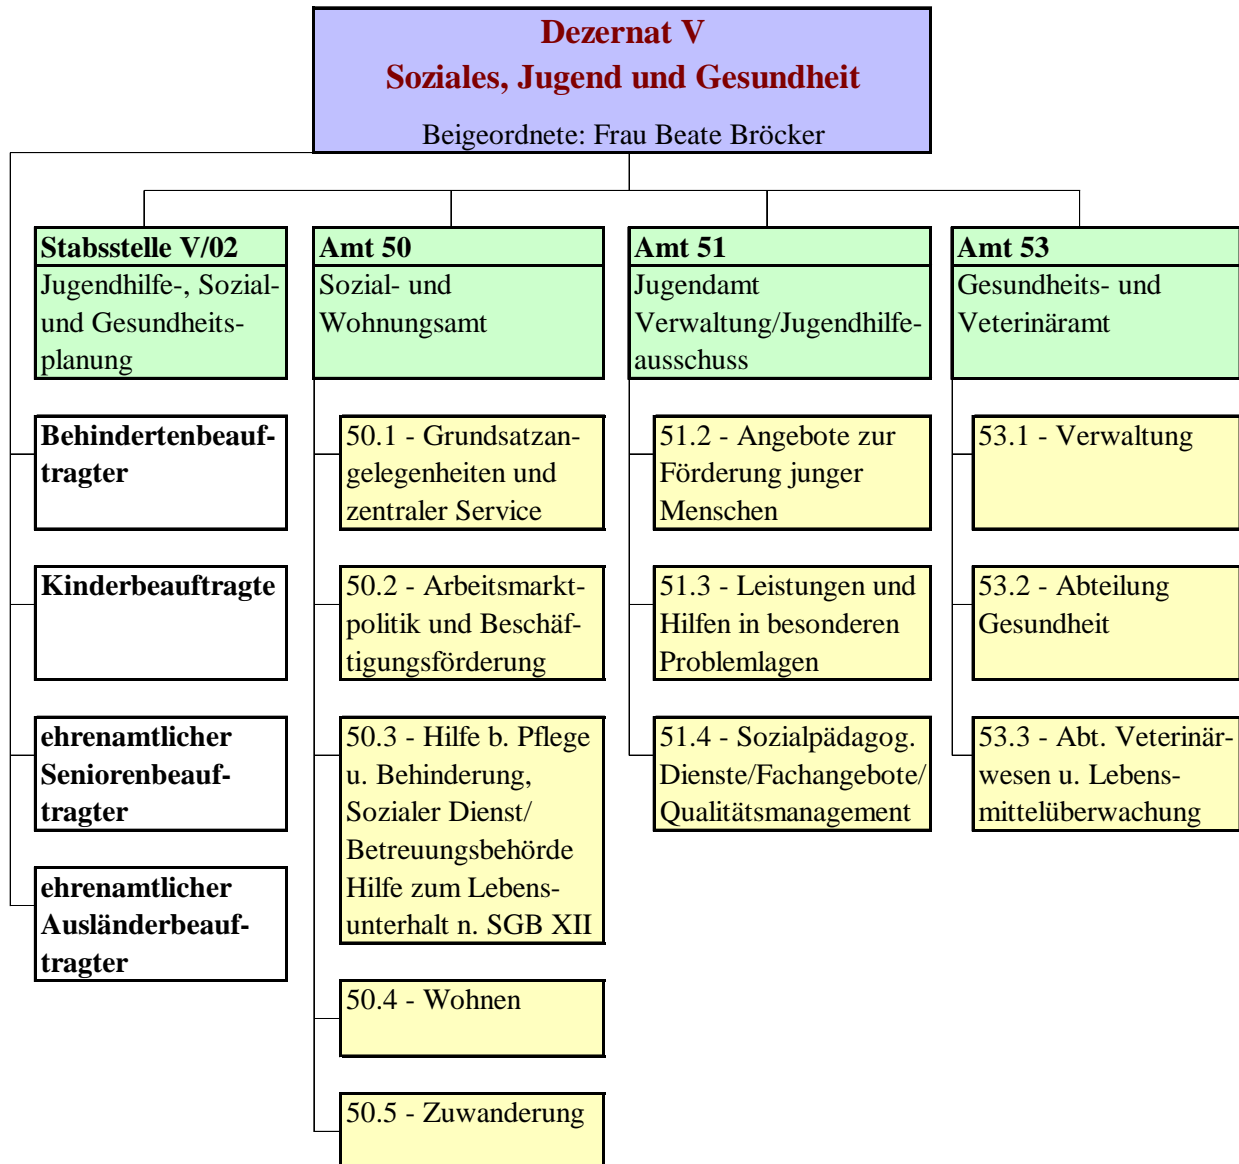 Dezernat V
Soziales, Jugend und Gesundheit
Beigeordnete: Frau Beate Bröcker
Stabsstelle V/02
Jugendhilfe-, Sozial-
und Gesundheits-
planung
Amt 50
Sozial- und
Wohnungsamt
Amt 51
Jugendamt
Verwaltung/Jugendhilfe-
ausschuss
Amt 53
Gesundheits- und
Veterinäramt
Behindertenbeauf-
tragter
Kinderbeauftragte
ehrenamtlicher
Seniorenbeauf-
tragter
ehrenamtlicher
Ausländerbeauf-
tragter
50.1 - Grundsatzan-
gelegenheiten und
zentraler Service
50.2 - Arbeitsmarkt-
politik und Beschäf-
tigungsförderung
50.3 - Hilfe b. Pflege
u. Behinderung,
Sozialer Dienst/
Betreuungsbehörde
Hilfe zum Lebens-
unterhalt n. SGB XII
50.4 - Wohnen
50.5 - Zuwanderung
51.2 - Angebote zur
Förderung junger
Menschen
51.3 - Leistungen und
Hilfen in besonderen
Problemlagen
51.4 - Sozialpädagog.
Dienste/Fachangebote/
Qualitätsmanagement
53.1 - Verwaltung
53.2 - Abteilung
Gesundheit
53.3 - Abt. Veterinär-
wesen u. Lebens-
mittelüberwachung